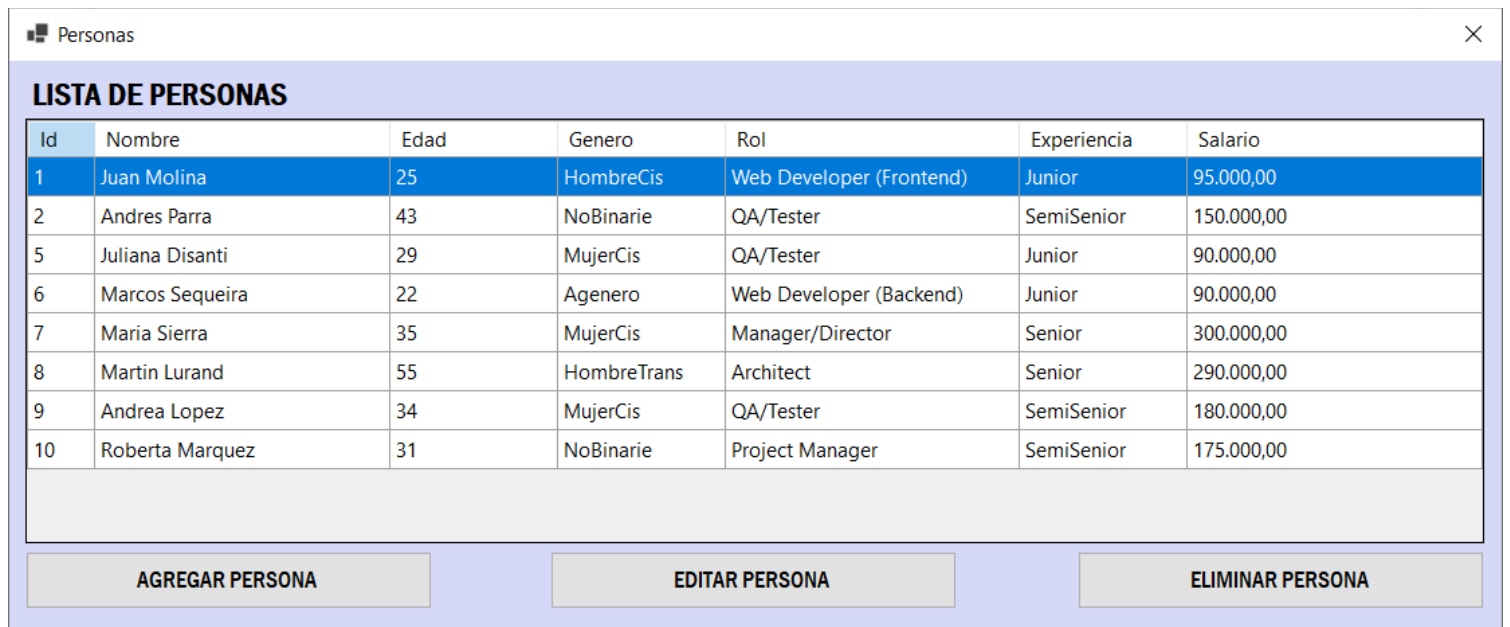 Personas
LISTA DE PERSONAS
Id Nombre Edad Genero Rol Experiencia Salario
1 Juan Molina 25 HombreCis Web Developer (Frontend) Junior 95.000,00
2 Andres Parra 43 NoBinarie QA/Tester SemiSenior 150.000,00
5 Juliana Disanti 29 MujerCis QA/Tester Junior 90.000,00
6 Marcos Sequeira 22 Agenero Web Developer (Backend) Junior 90.000,00
7 Maria Sierra 35 MujerCis Manager/Director Senior 300.000,00
8 Martin Lurand 55 HombreTrans Architect Senior 290.000,00
9 Andrea Lopez 34 MujerCis QA/Tester SemiSenior 180.000,00
10 Roberta Marquez 31 NoBinarie Project Manager SemiSenior 175.000,00
AGREGAR PERSONA EDITAR PERSONA ELIMINAR PERSONA